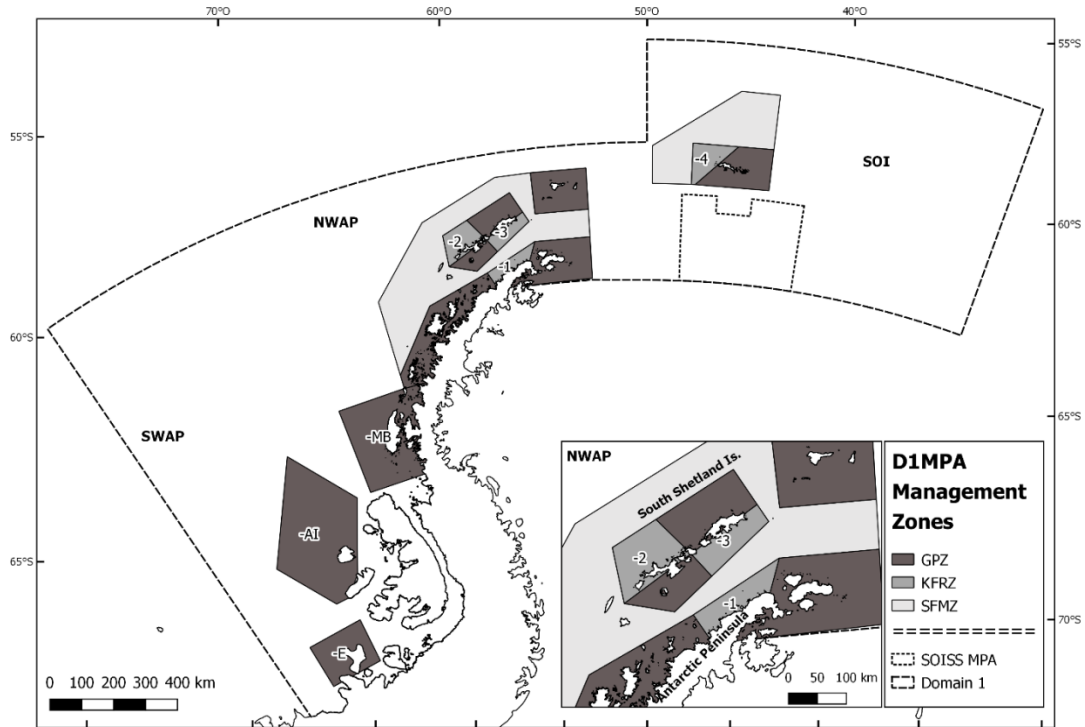 70°O
60°O
50°O
40°O
55°S
55°S
SOI
-4
NWAP
60°S
-2
-3
-1
60°S
65°S
SWAP
-MB
-AI
65°S
-E
70°S
0 100 200 300 400 km
NWAP
South Shetland Is.
-2
-3
-1
Antarctic Peninsula
0 50 100 km
D1MPA
Management
Zones
GPZ
KFRZ
SFMZ
SOISS MPA
Domain 1